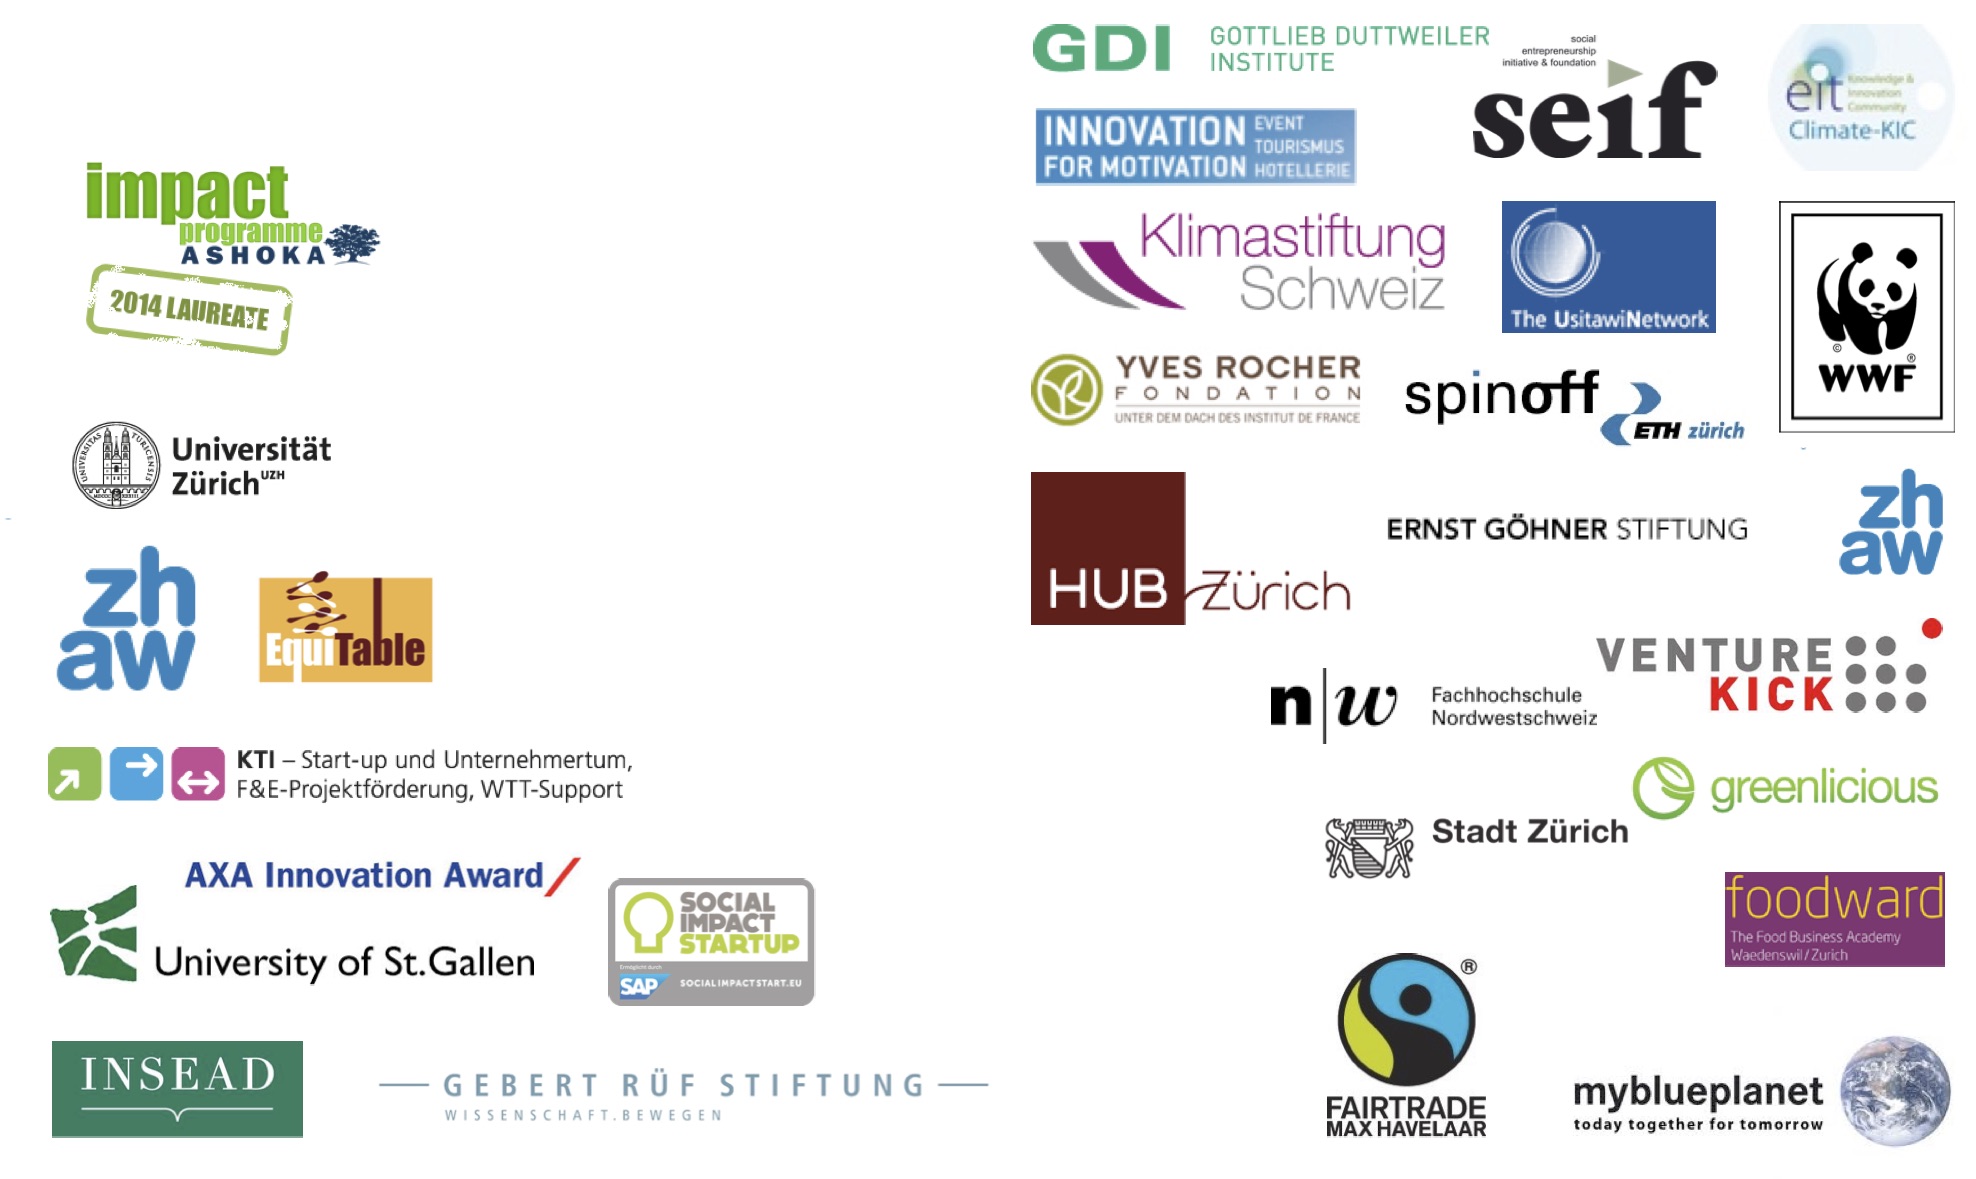 impact
programme
ASHOKA
2014 LAUREATE
UNIVERSITAS TURICENSIS
Universität
Zürich UZH
zh
aw
EquiTable
KTI – Start-up und Unternehmertum,
F&E-Projektförderung, WTT-Support
AXA Innovation Award
University of St.Gallen
SOCIAL
IMPACT
STARTUP
Ermöglicht durch
SAP
SOCIALIMPACTSTART.EU
INSEAD
GEBERT RÜF STIFTUNG
WISSENSCHAFT.BEWEGEN
GDI
GOTTLIEB DUTTWEILER
INSTITUTE
social
entrepreneurship
initiative & foundation
seif
eit
Knowledge &
Innovation
Community
Climate-KIC
INNOVATION
FOR MOTIVATION
EVENT
TOURISMUS
HOTELLERIE
Klimastiftung
Schweiz
The UsitawiNetwork
©
®
WWF
YVES ROCHER
FONDATION
UNTER DEM DACH DES INSTITUT DE FRANCE
spinoff
ETH zürich
HUB Zürich
ERNST GÖHNER STIFTUNG
zh
aw
VENTURE
KICK
n|w
Fachhochschule
Nordwestschweiz
greenlicious
Stadt Zürich
foodward
The Food Business Academy
Waedenswil/Zurich
®
FAIRTRADE
MAX HAVELAAR
myblueplanet
today together for tomorrow